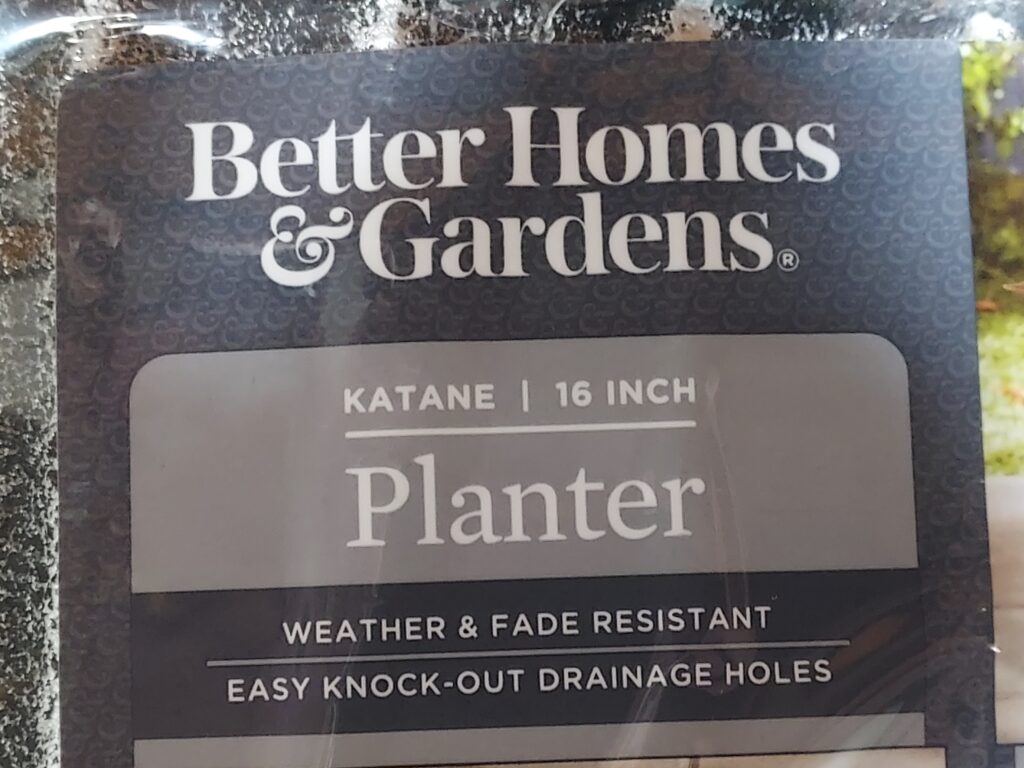 Better Homes
& Gardens®
KATANE | 16 INCH
Planter
WEATHER & FADE RESISTANT
EASY KNOCK-OUT DRAINAGE HOLES